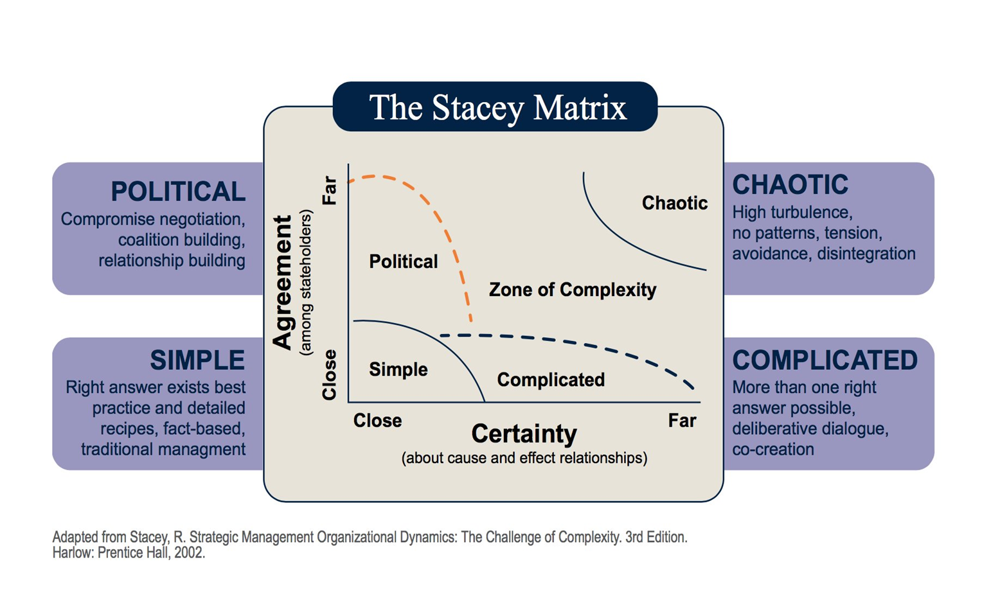 The Stacey Matrix
POLITICAL
Compromise negotiation,
coalition building,
relationship building
SIMPLE
Right answer exists best
practice and detailed
recipes, fact-based,
traditional managment
Agreement
(among stateholders)
Far
Close
Political
Simple
Zone of Complexity
Chaotic
Complicated
Close
Far
Certainty
(about cause and effect relationships)
CHAOTIC
High turbulence,
no patterns, tension,
avoidance, disintegration
COMPLICATED
More than one right
answer possible,
deliberative dialogue,
co-creation
Adapted from Stacey, R. Strategic Management Organizational Dynamics: The Challenge of Complexity. 3rd Edition.
Harlow: Prentice Hall, 2002.